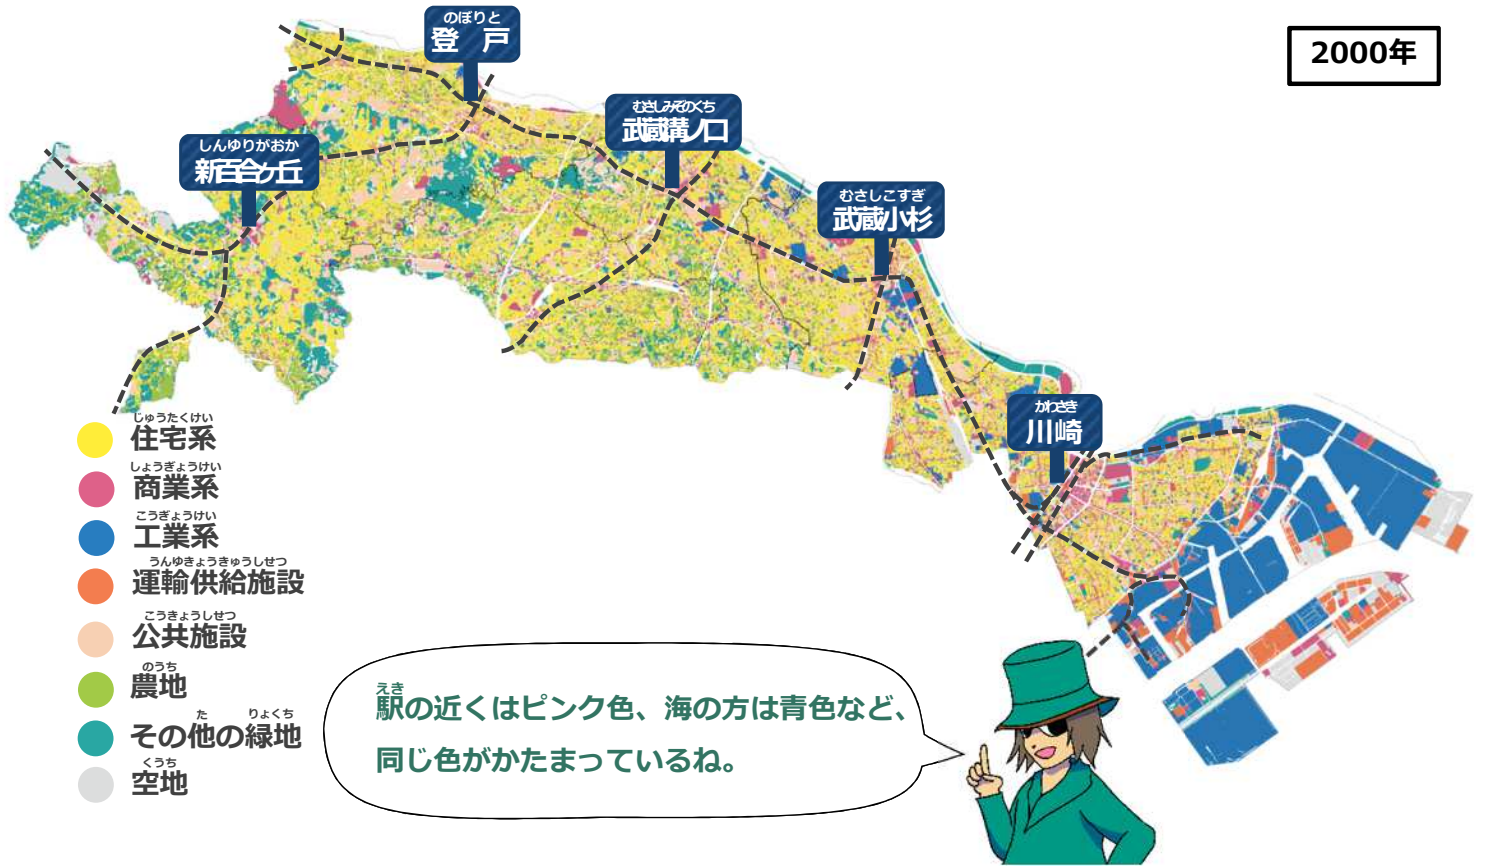 2000年
のぼりと
登 戸
むさしみぞのくち
武蔵溝ノ口
しんゆりがおか
新百合ヶ丘
むさしこすぎ
武蔵小杉
かわさき
川崎
じゅうたくけい
住宅系
しょうぎょうけい
商業系
こうぎょうけい
工業系
うんゆきょうきゅうしせつ
運輸供給施設
こうきょうしせつ
公共施設
のうち
農地
た りょくち
その他の緑地
くうち
空地
えき
駅の近くはピンク色、海の方は青色など、
同じ色がかたまっているね。